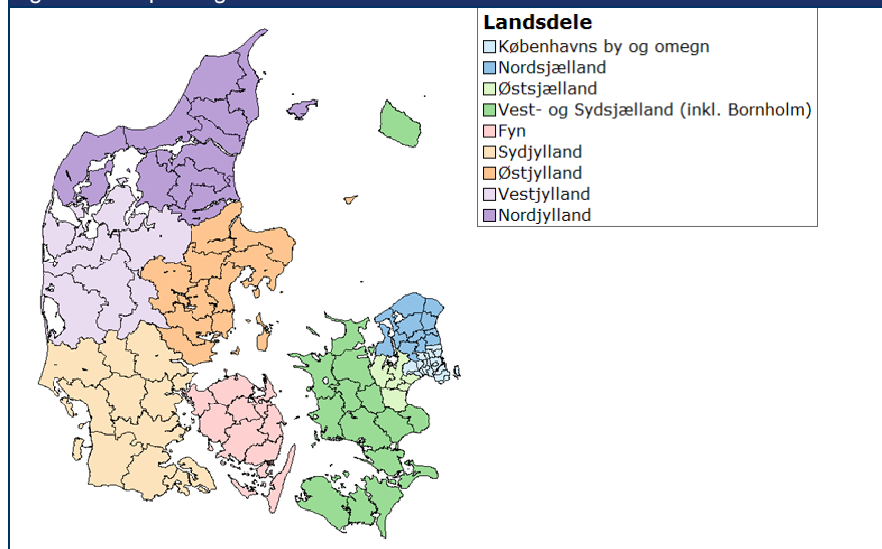 Landsdele
Københavns by og omegn
Nordsjælland
Østsjælland
Vest- og Sydsjælland (inkl. Bornholm)
Fyn
Sydjylland
Østjylland
Vestjylland
Nordjylland